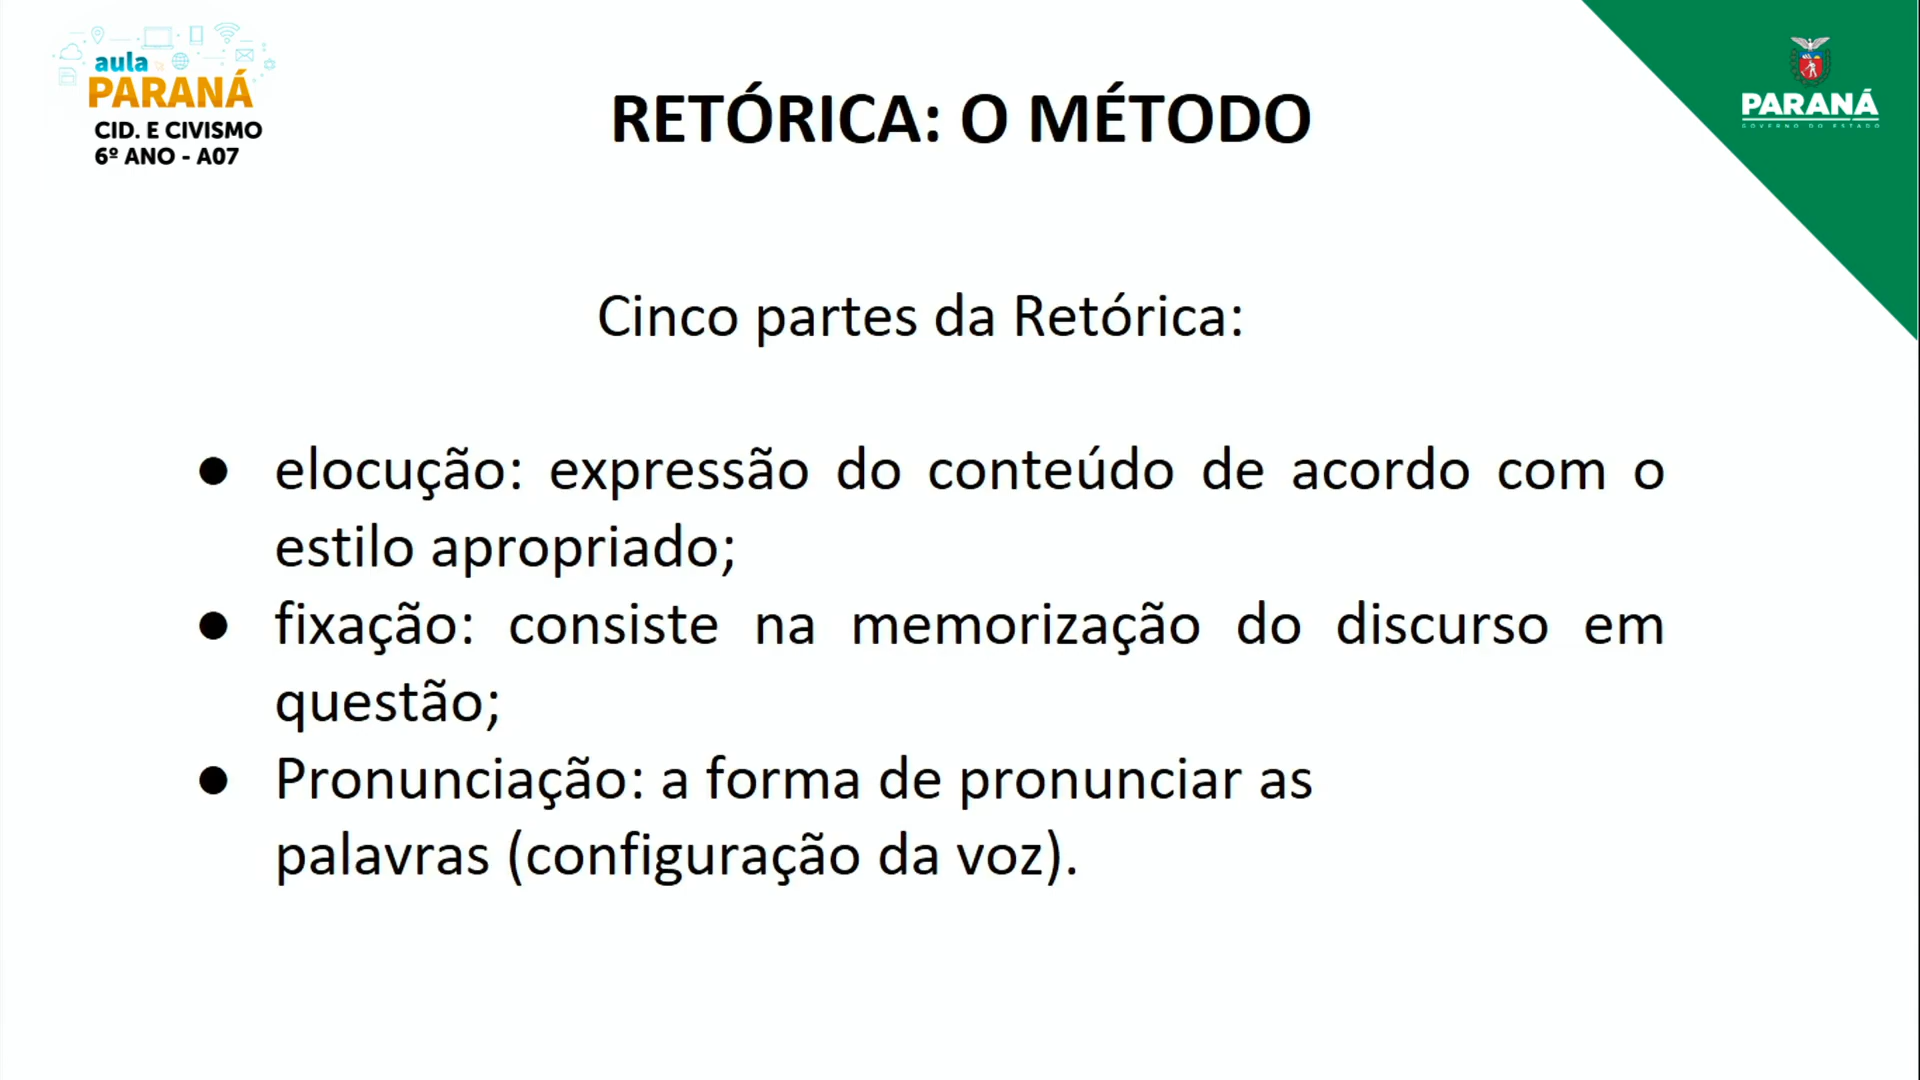 aula
PARANÁ
CID. E CIVISMO
6º ANO - A07
RETÓRICA: O MÉTODO
PARANÁ
GOVERNO DO ESTADO
Cinco partes da Retórica:
● elocução: expressão do conteúdo de acordo com o
estilo apropriado;
● fixação: consiste na memorização do discurso em
questão;
● Pronunciação: a forma de pronunciar as
palavras (configuração da voz).